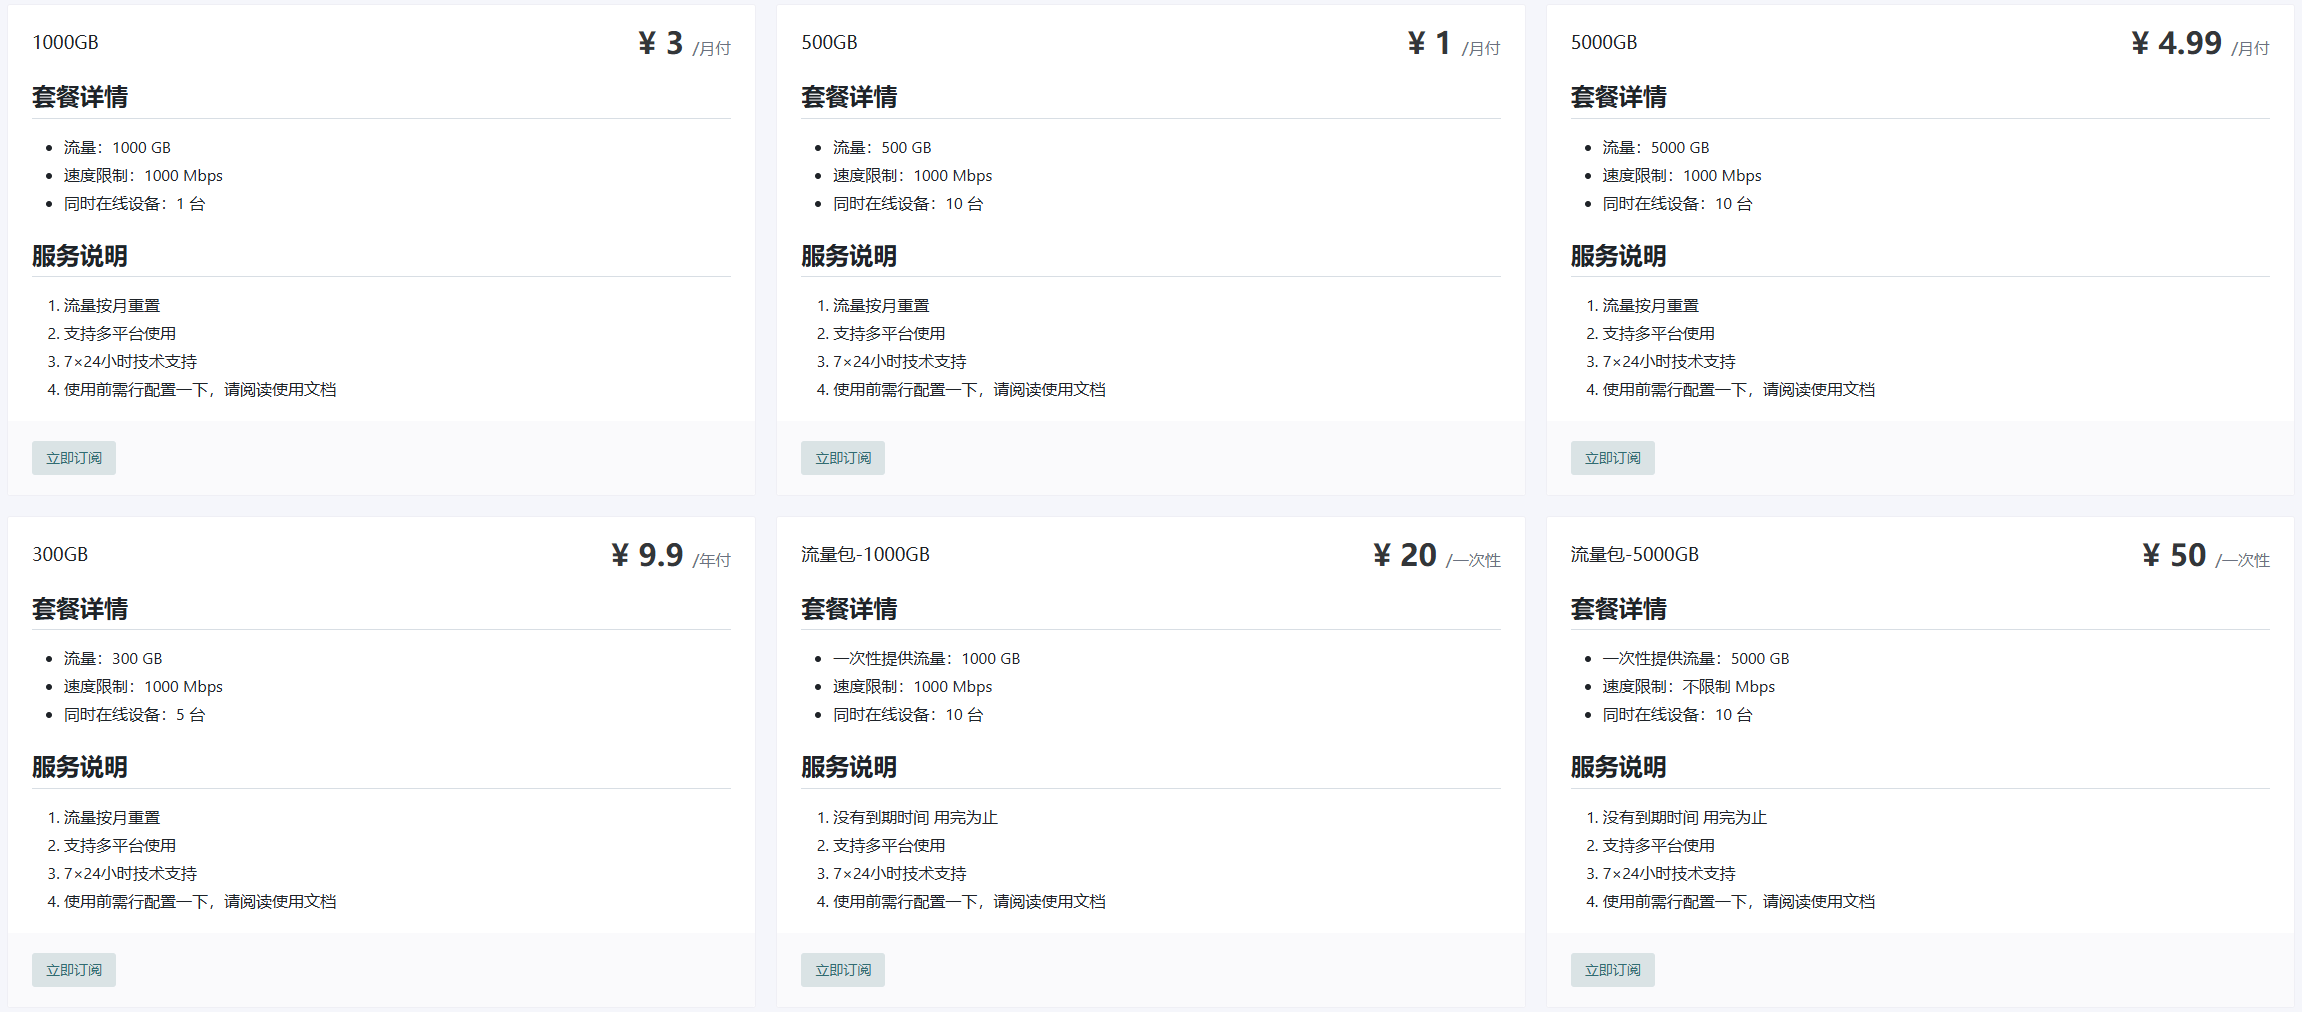 1000GB
¥ 3 /月付
套餐详情
流量：1000 GB
速度限制：1000 Mbps
同时在线设备：1 台
服务说明
1. 流量按月重置
2. 支持多平台使用
3. 7×24小时技术支持
4. 使用前需行配置一下，请阅读使用文档
立即订阅
500GB
¥ 1 /月付
套餐详情
流量：500 GB
速度限制：1000 Mbps
同时在线设备：10 台
服务说明
1. 流量按月重置
2. 支持多平台使用
3. 7×24小时技术支持
4. 使用前需行配置一下，请阅读使用文档
立即订阅
5000GB
¥ 4.99 /月付
套餐详情
流量：5000 GB
速度限制：1000 Mbps
同时在线设备：10 台
服务说明
1. 流量按月重置
2. 支持多平台使用
3. 7×24小时技术支持
4. 使用前需行配置一下，请阅读使用文档
立即订阅
300GB
¥ 9.9 /年付
套餐详情
流量：300 GB
速度限制：1000 Mbps
同时在线设备：5 台
服务说明
1. 流量按月重置
2. 支持多平台使用
3. 7×24小时技术支持
4. 使用前需行配置一下，请阅读使用文档
立即订阅
流量包-1000GB
¥ 20 /一次性
套餐详情
一次性提供流量：1000 GB
速度限制：1000 Mbps
同时在线设备：10 台
服务说明
1. 没有到期时间 用完为止
2. 支持多平台使用
3. 7×24小时技术支持
4. 使用前需行配置一下，请阅读使用文档
立即订阅
流量包-5000GB
¥ 50 /一次性
套餐详情
一次性提供流量：5000 GB
速度限制：不限制 Mbps
同时在线设备：10 台
服务说明
1. 没有到期时间 用完为止
2. 支持多平台使用
3. 7×24小时技术支持
4. 使用前需行配置一下，请阅读使用文档
立即订阅